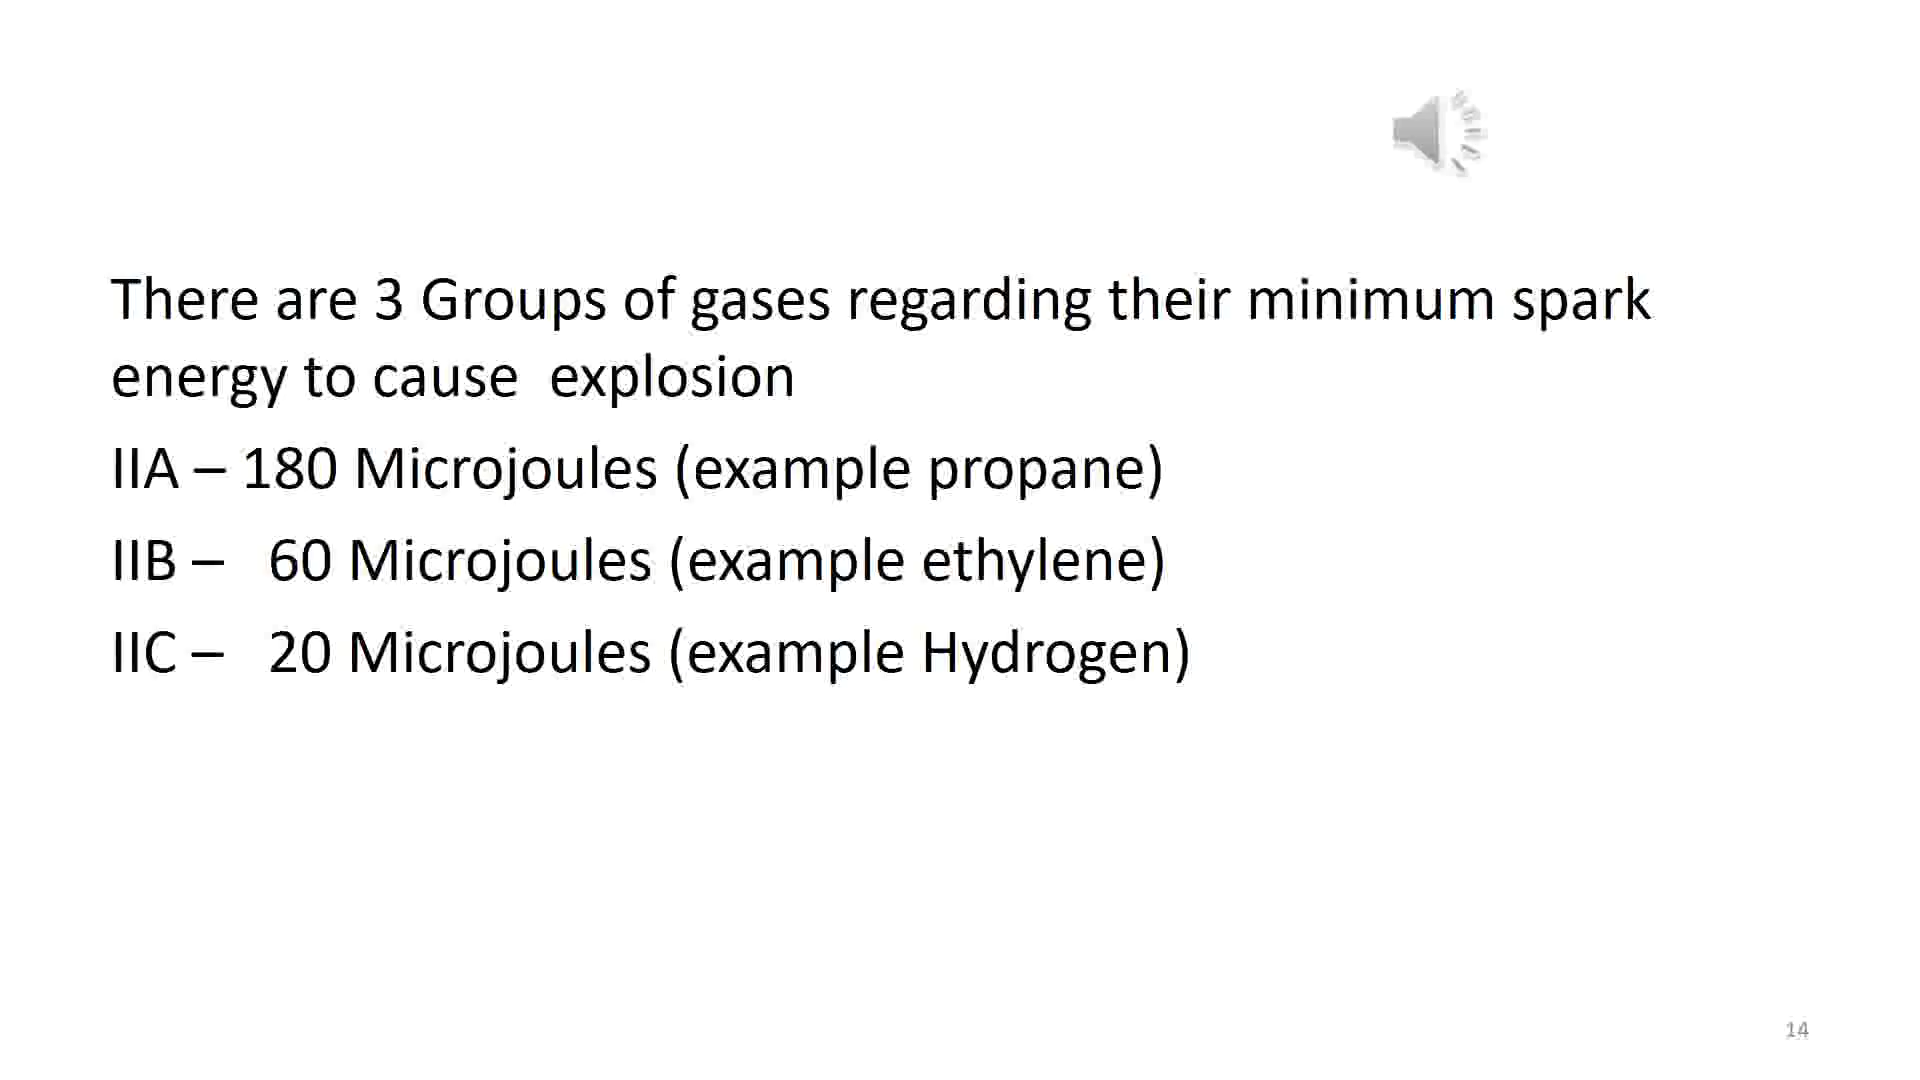 There are 3 Groups of gases regarding their minimum spark
energy to cause  explosion
IIA – 180 Microjoules (example propane)
IIB –   60 Microjoules (example ethylene)
IIC –   20 Microjoules (example Hydrogen)
14